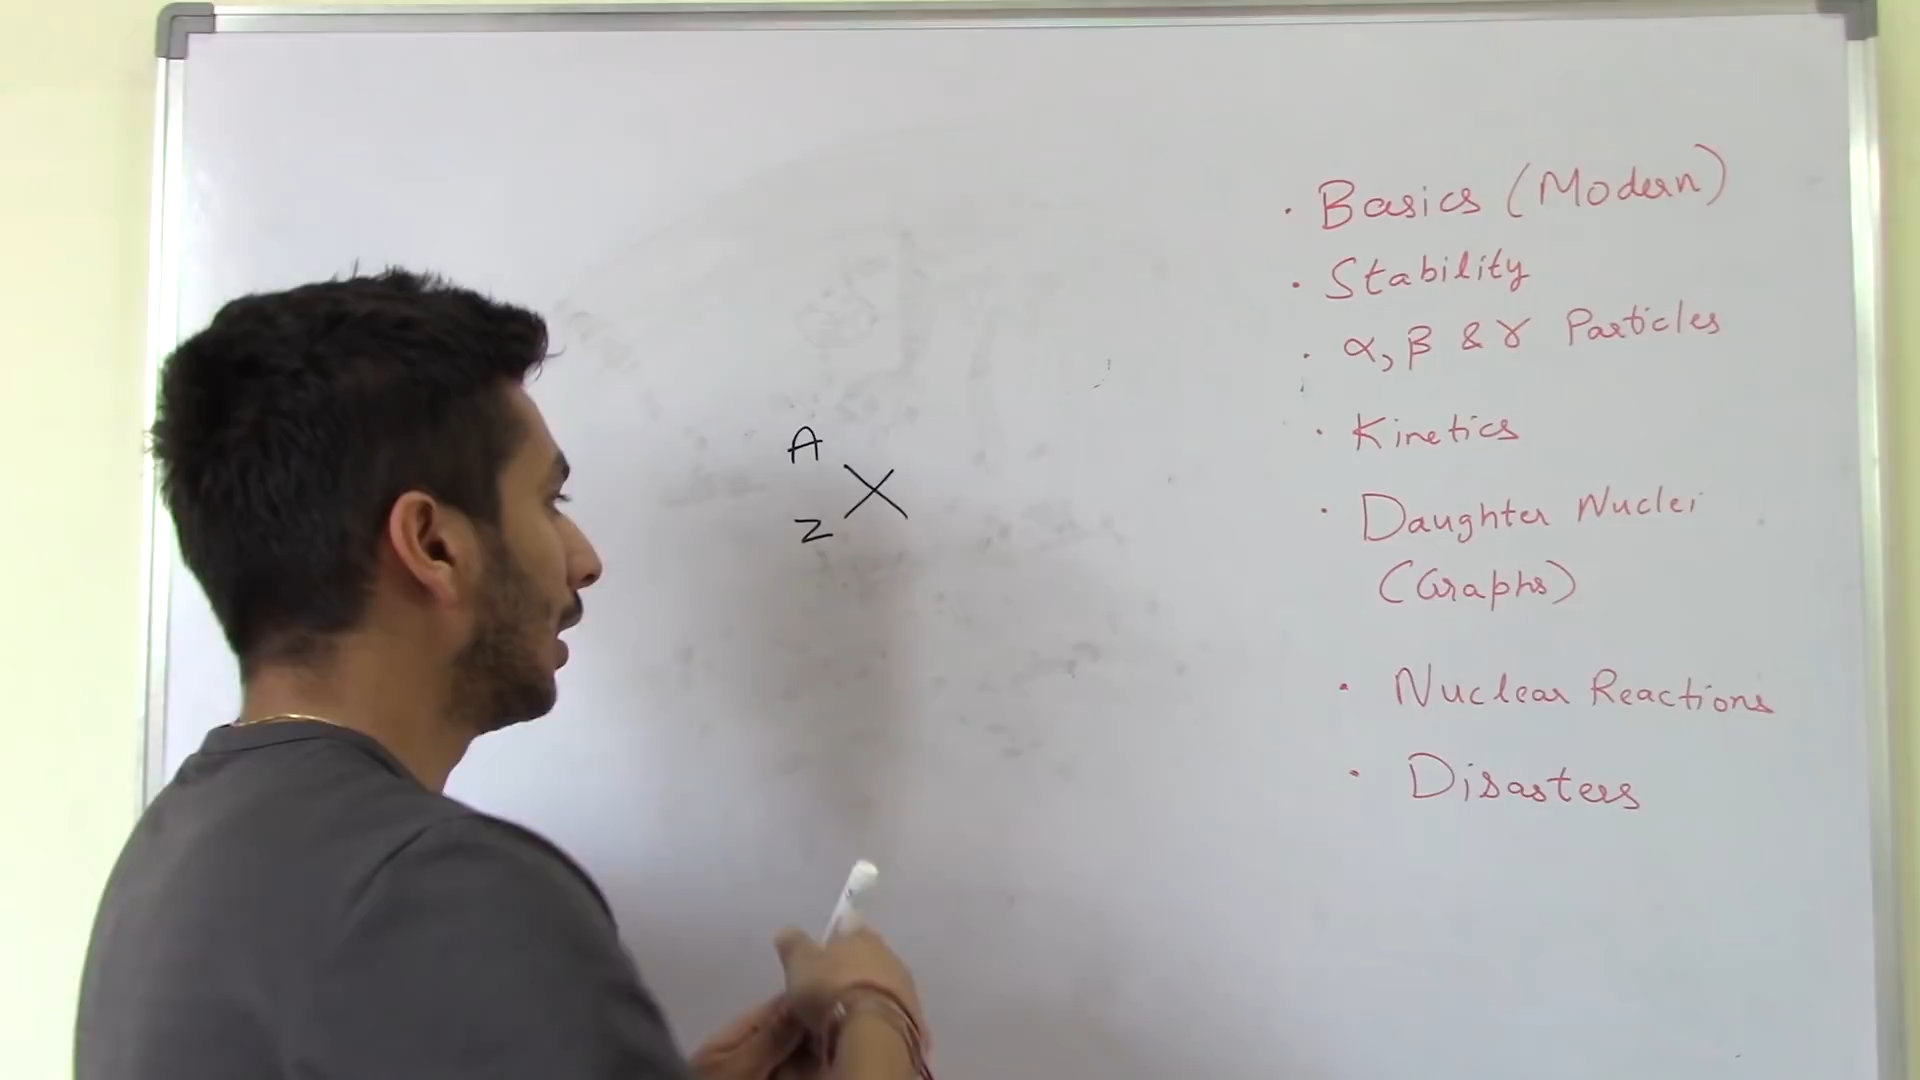 A
X
Z
· Basics (Modern)
· Stability
· α, β & γ Particles
· Kinetics
· Daughter Nuclei
(Graphs)
· Nuclear Reactions
· Disasters